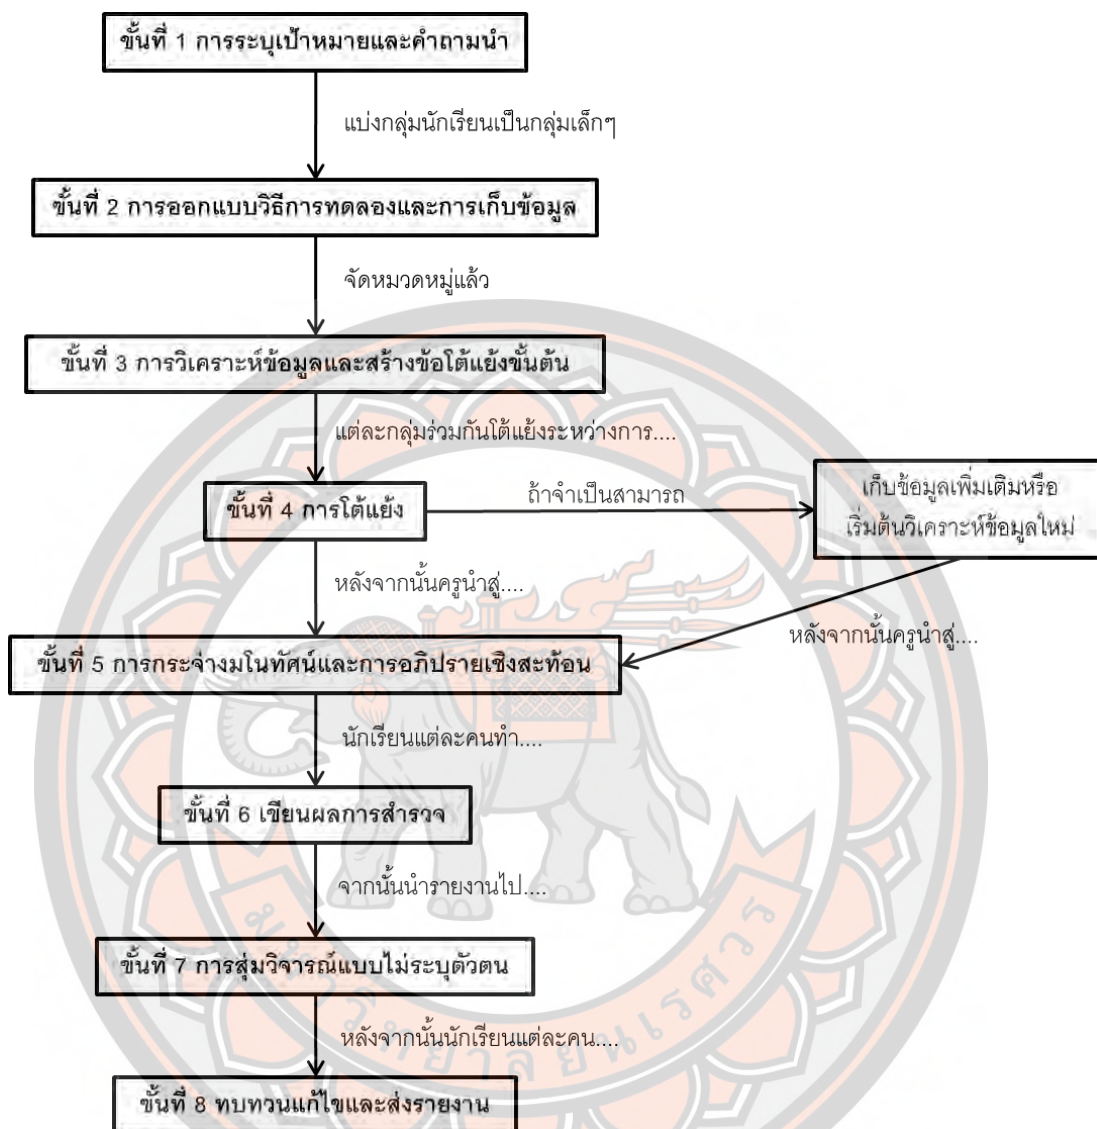 ขั้นที่ 1 การระบุเป้าหมายและคำถามนำ
แบ่งกลุ่มนักเรียนเป็นกลุ่มเล็กๆ
ขั้นที่ 2 การออกแบบวิธีการทดลองและการเก็บข้อมูล
จัดหมวดหมู่แล้ว
ขั้นที่ 3 การวิเคราะห์ข้อมูลและสร้างข้อโต้แย้งขั้นต้น
แต่ละกลุ่มร่วมกันโต้แย้งระหว่างการ....
ขั้นที่ 4 การโต้แย้ง
ถ้าจำเป็นสามารถ
เก็บข้อมูลเพิ่มเติมหรือ
เริ่มต้นวิเคราะห์ข้อมูลใหม่
หลังจากนั้นครูนำสู่....
หลังจากนั้นครูนำสู่....
ขั้นที่ 5 การกระจ่างมโนทัศน์และการอภิปรายเชิงสะท้อน
นักเรียนแต่ละคนทำ....
ขั้นที่ 6 เขียนผลการสำรวจ
จากนั้นนำรายงานไป....
ขั้นที่ 7 การสุ่มวิจารณ์แบบไม่ระบุตัวตน
หลังจากนั้นนักเรียนแต่ละคน....
ขั้นที่ 8 ทบทวนแก้ไขและส่งรายงาน
มหาวิทยาลัยนเรศวร